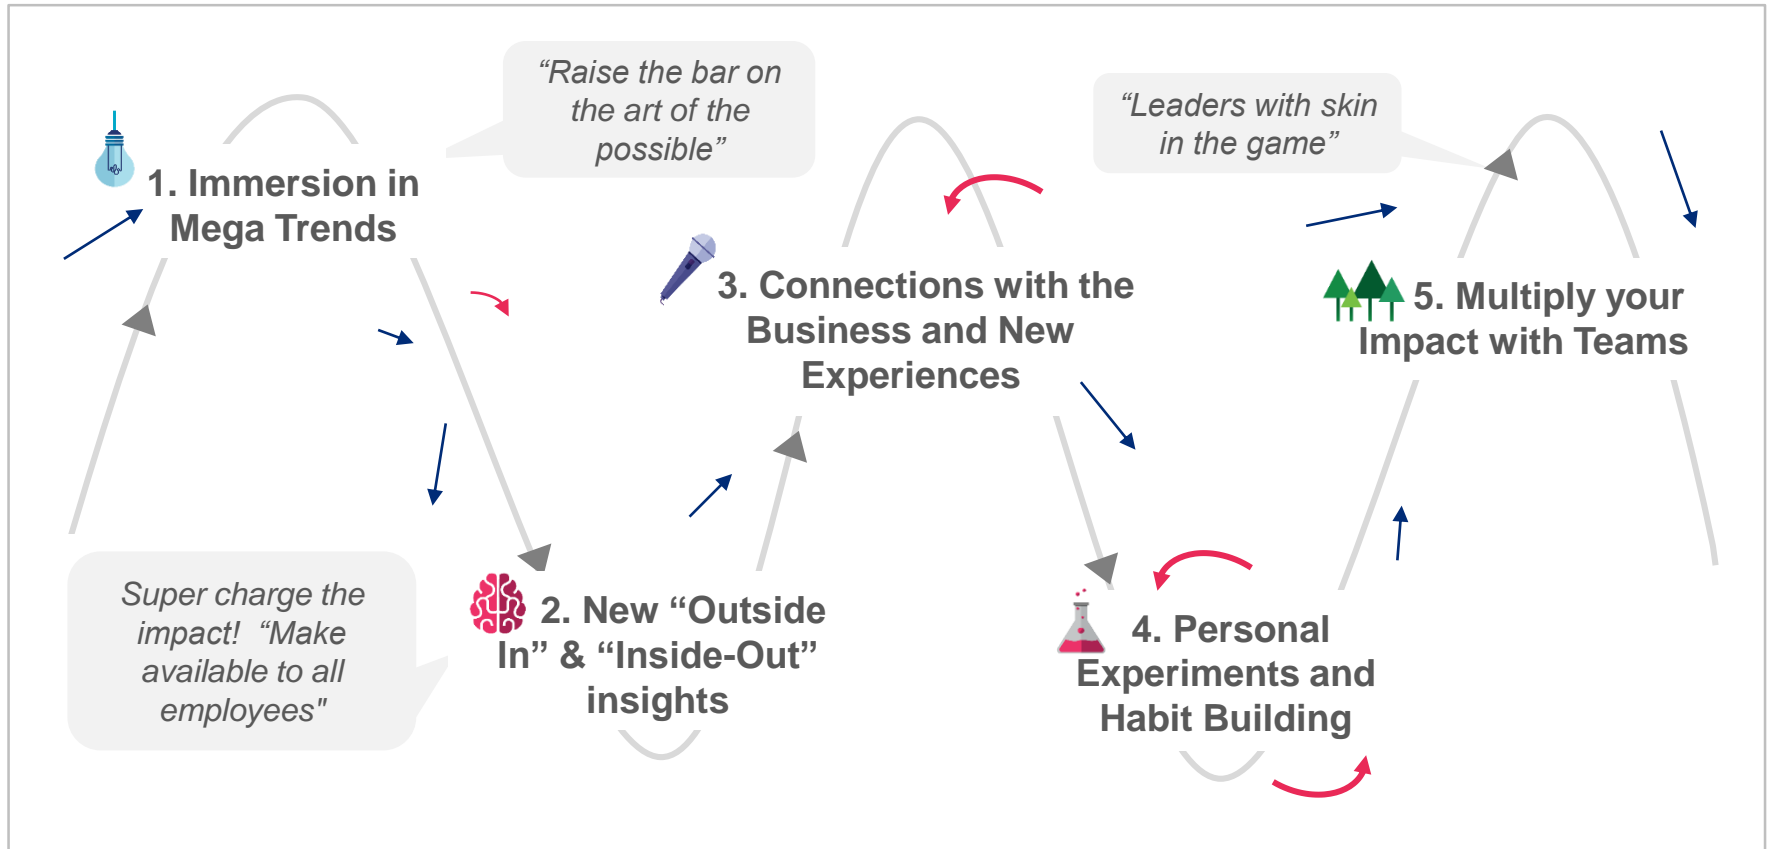 “Raise the bar on
the art of the
possible”
“Leaders with skin
in the game”
1. Immersion in
Mega Trends
3. Connections with the
Business and New
Experiences
5. Multiply your
Impact with Teams
Super charge the
impact!  “Make
available to all
employees"
2. New “Outside
In” & “Inside-Out”
insights
4. Personal
Experiments and
Habit Building